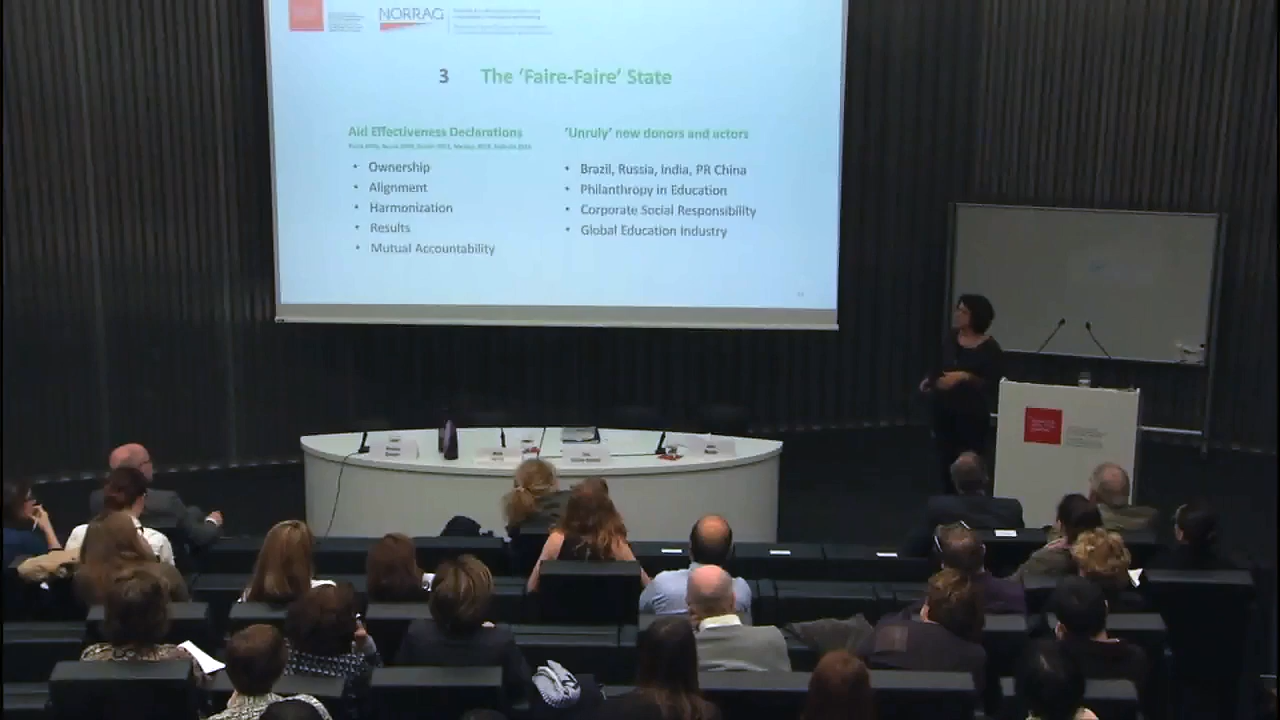 NORRAG
3 The 'Faire-Faire' State
Aid Effectiveness Declarations
• Ownership
• Alignment
• Harmonization
• Results
• Mutual Accountability
'Unruly' new donors and actors
• Brazil, Russia, India, PR China
• Philanthropy in Education
• Corporate Social Responsibility
• Global Education Industry